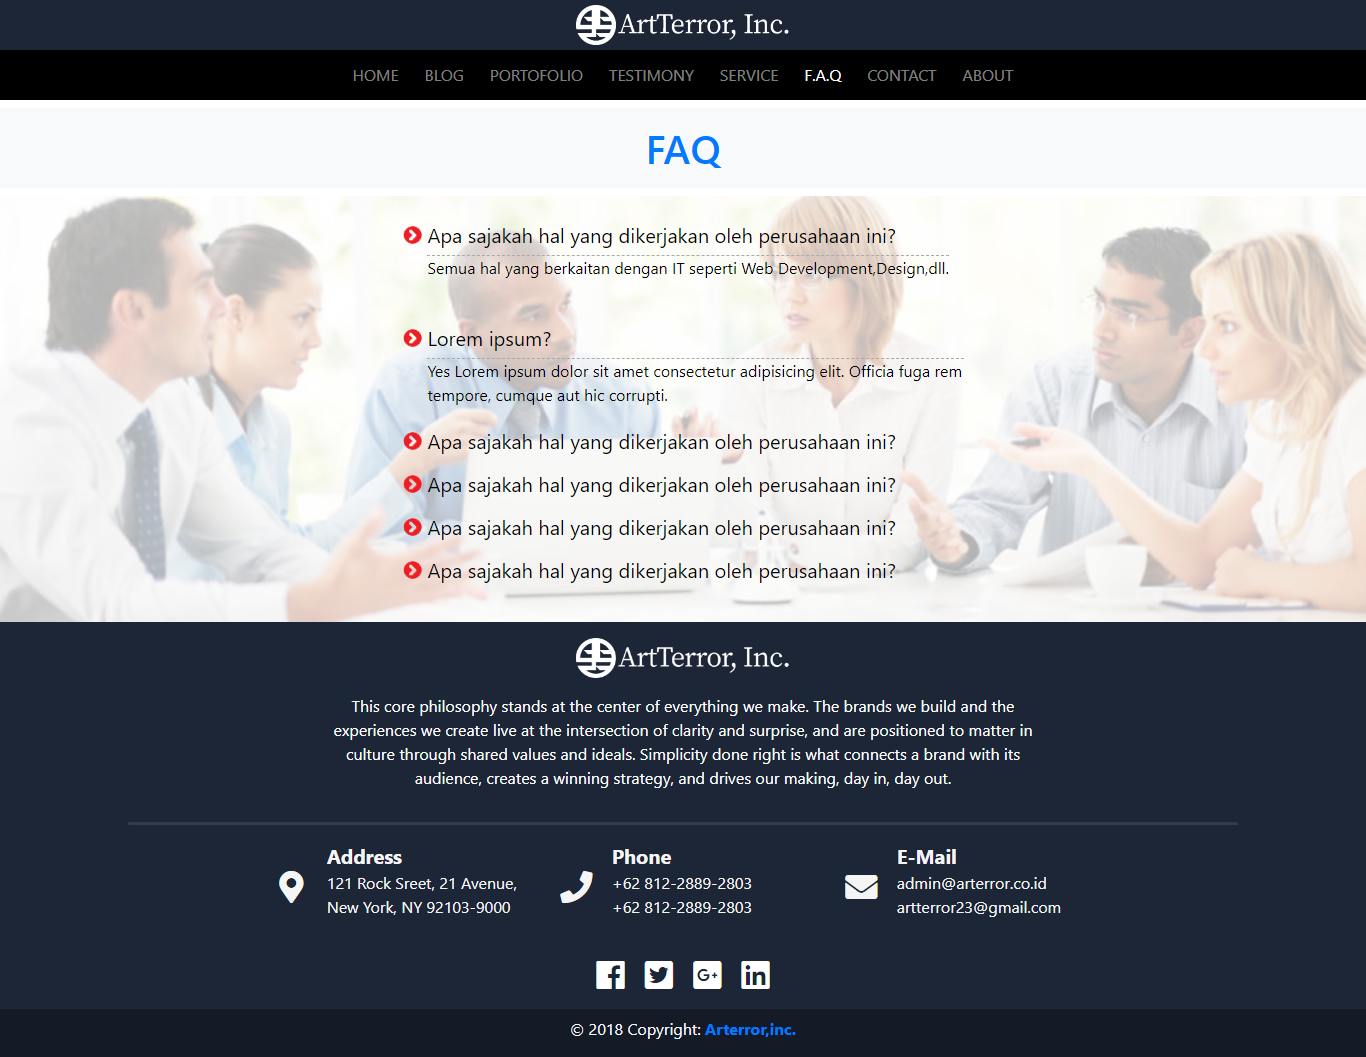 ArtTerror, Inc.
HOME BLOG PORTOFOLIO TESTIMONY SERVICE F.A.Q CONTACT ABOUT
FAQ
Apa sajakah hal yang dikerjakan oleh perusahaan ini?
Semua hal yang berkaitan dengan IT seperti Web Development,Design,dll.
Lorem ipsum?
Yes Lorem ipsum dolor sit amet consectetur adipisicing elit. Officia fuga rem
tempore, cumque aut hic corrupti.
Apa sajakah hal yang dikerjakan oleh perusahaan ini?
Apa sajakah hal yang dikerjakan oleh perusahaan ini?
Apa sajakah hal yang dikerjakan oleh perusahaan ini?
Apa sajakah hal yang dikerjakan oleh perusahaan ini?
ArtTerror, Inc.
This core philosophy stands at the center of everything we make. The brands we build and the
experiences we create live at the intersection of clarity and surprise, and are positioned to matter in
culture through shared values and ideals. Simplicity done right is what connects a brand with its
audience, creates a winning strategy, and drives our making, day in, day out.
Address
121 Rock Sreet, 21 Avenue,
New York, NY 92103-9000
Phone
+62 812-2889-2803
+62 812-2889-2803
E-Mail
admin@arterror.co.id
artterror23@gmail.com
© 2018 Copyright: Arterror,inc.